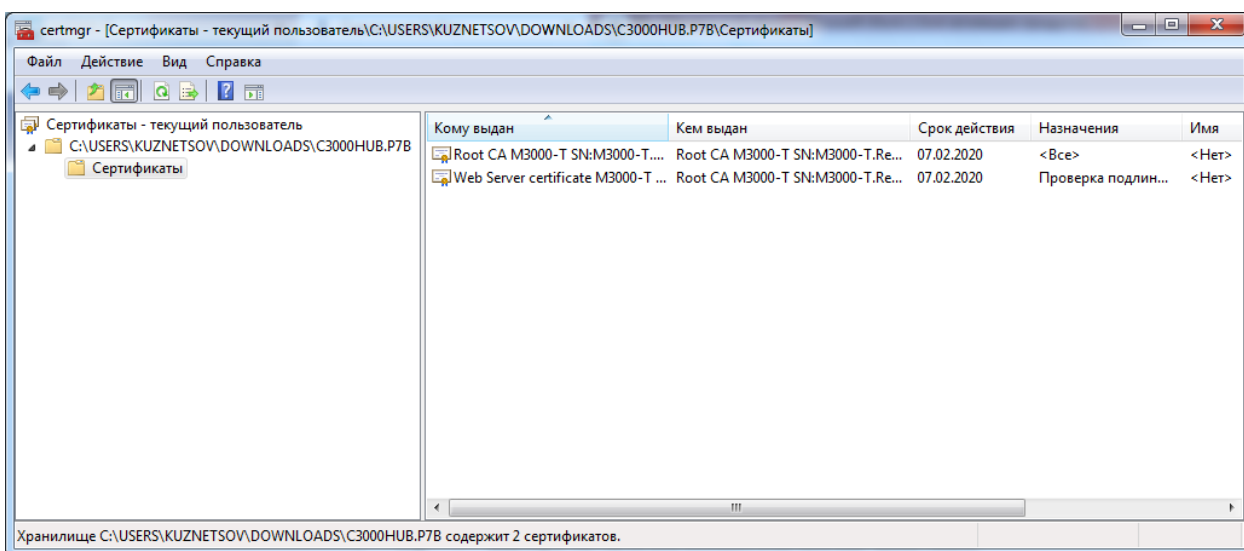 certmgr - [Сертификаты - текущий пользователь\C:\USERS\KUZNETSOV\DOWNLOADS\C3000HUB.P7B\Сертификаты]
Файл Действие Вид Справка
Сертификаты - текущий пользователь
C:\USERS\KUZNETSOV\DOWNLOADS\C3000HUB.P7B
Сертификаты
Кому выдан Кем выдан Срок действия Назначения Имя
Root CA M3000-T SN:M3000-T.... Root CA M3000-T SN:M3000-T.Re... 07.02.2020 <Все> <Нет>
Web Server certificate M3000-T ... Root CA M3000-T SN:M3000-T.Re... 07.02.2020 Проверка подлин... <Нет>
Хранилище C:\USERS\KUZNETSOV\DOWNLOADS\C3000HUB.P7B содержит 2 сертификатов.